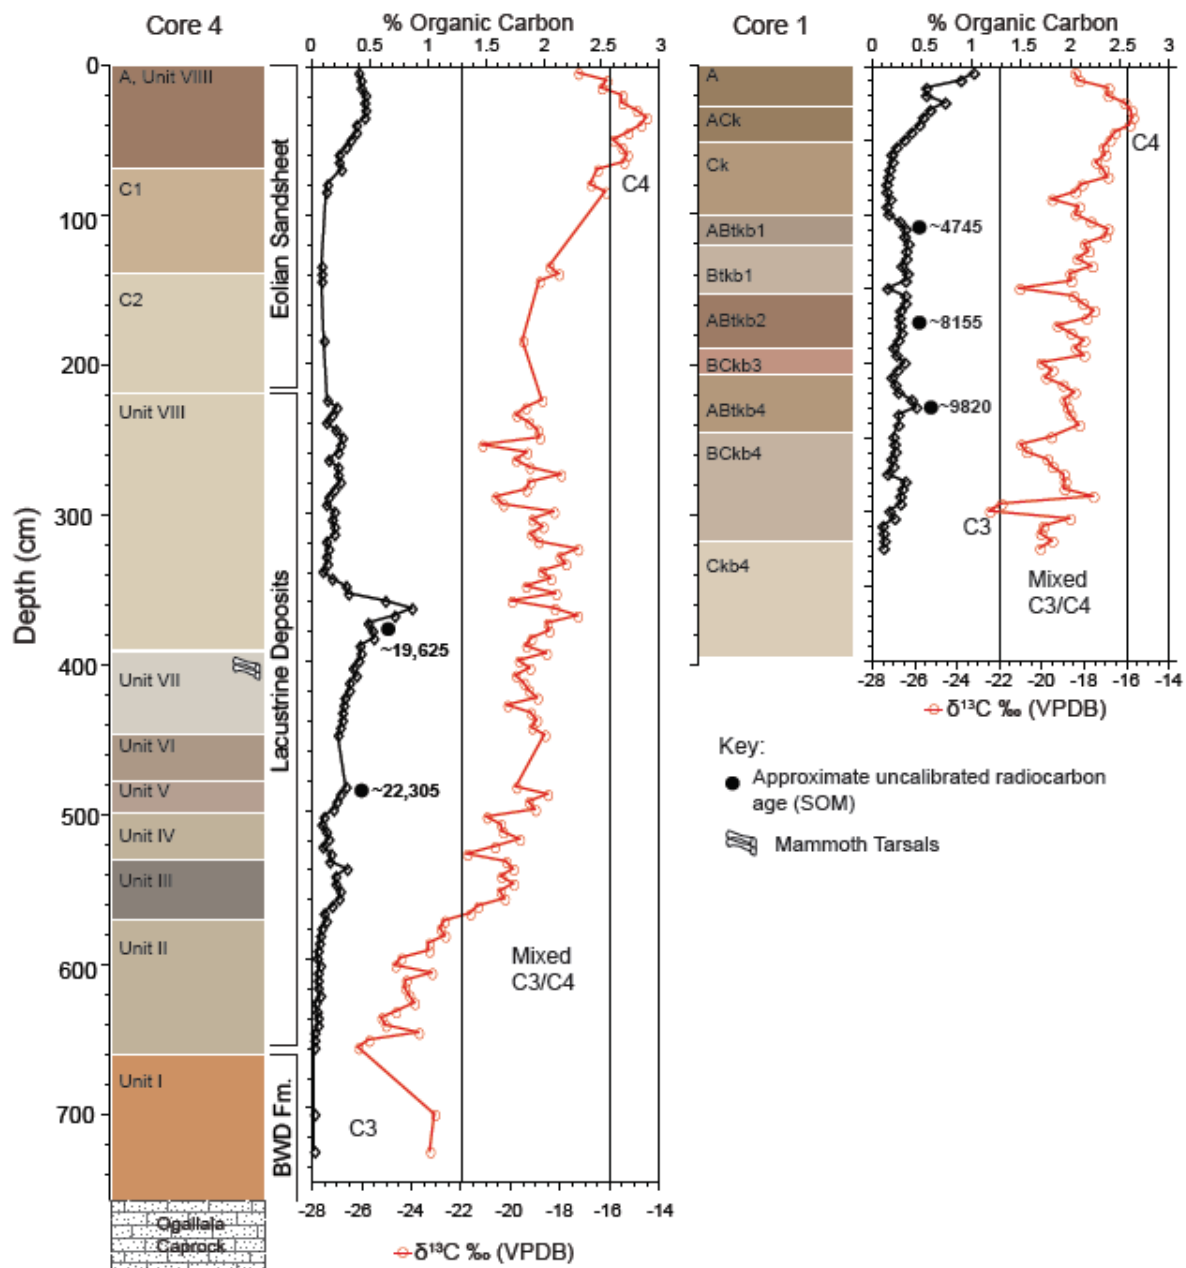 Core 4
% Organic Carbon
Core 1
% Organic Carbon
0 0.5 1 1.5 2 2.5 3
0 0.5 1 1.5 2 2.5 3
Depth (cm)
0
100
200
300
400
500
600
700
A, Unit VIIII
C1
C2
Unit VIII
Unit VII
Unit VI
Unit V
Unit IV
Unit III
Unit II
Unit I
Ogallala
Caprock
Eolian Sandsheet
Lacustrine Deposits
BWD Fm.
C4
~19,625
~22,305
Mixed
C3/C4
C3
-28 -26 -24 -22 -20 -18 -16 -14
δ¹³C ‰ (VPDB)
A
ACk
Ck
ABtkb1
Btkb1
ABtkb2
BCkb3
ABtkb4
BCkb4
Ckb4
C4
~4745
~8155
~9820
C3
Mixed
C3/C4
-28 -26 -24 -22 -20 -18 -16 -14
δ¹³C ‰ (VPDB)
Key:
Approximate uncalibrated radiocarbon
age (SOM)
Mammoth Tarsals